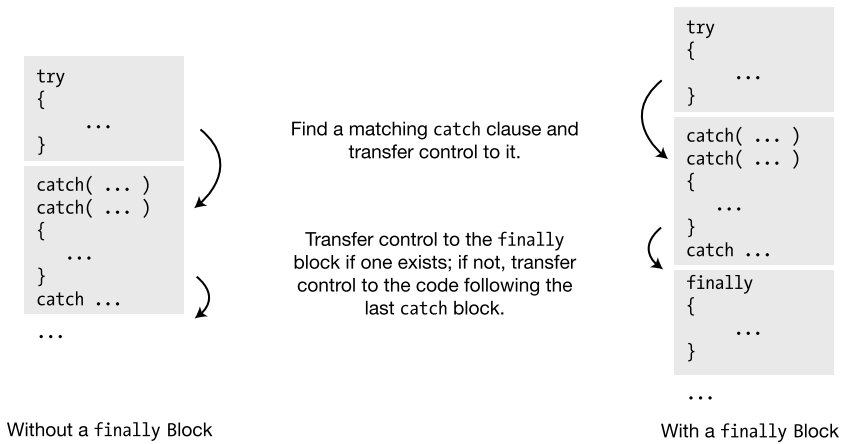 try
{
...
}
catch( ... )
catch( ... )
{
...
}
catch ...
...
Without a finally Block
Find a matching catch clause and
transfer control to it.
Transfer control to the finally
block if one exists; if not, transfer
control to the code following the
last catch block.
try
{
...
}
catch( ... )
catch( ... )
{
...
}
catch ...
finally
{
...
}
...
With a finally Block